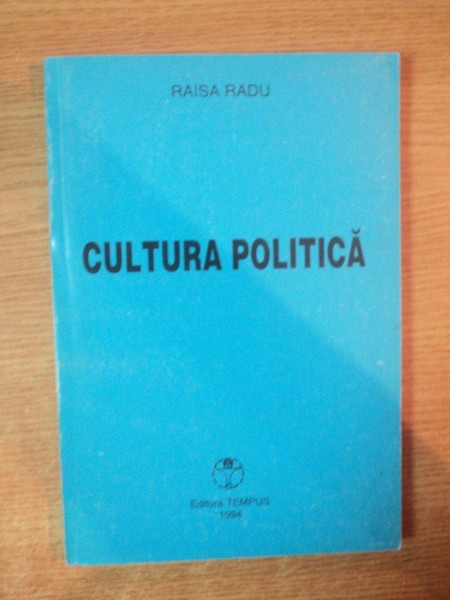 RAISA RADU
CULTURA POLITICĂ
Editura TEMPUS
1994